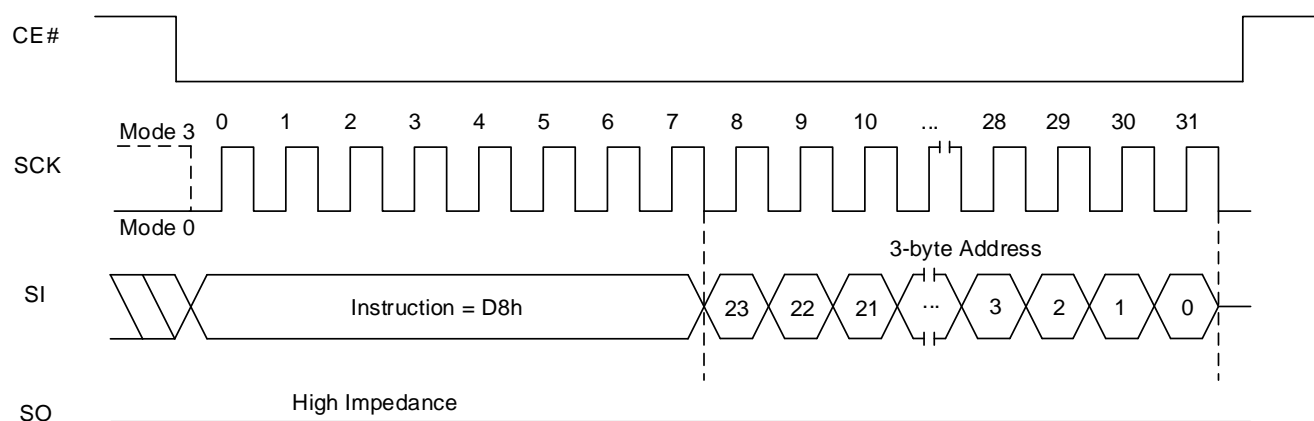 CE#
Mode 3 0 1 2 3 4 5 6 7 8 9 10 ... 28 29 30 31
SCK
Mode 0
3-byte Address
SI Instruction = D8h 23 22 21 ... 3 2 1 0
High Impedance
SO